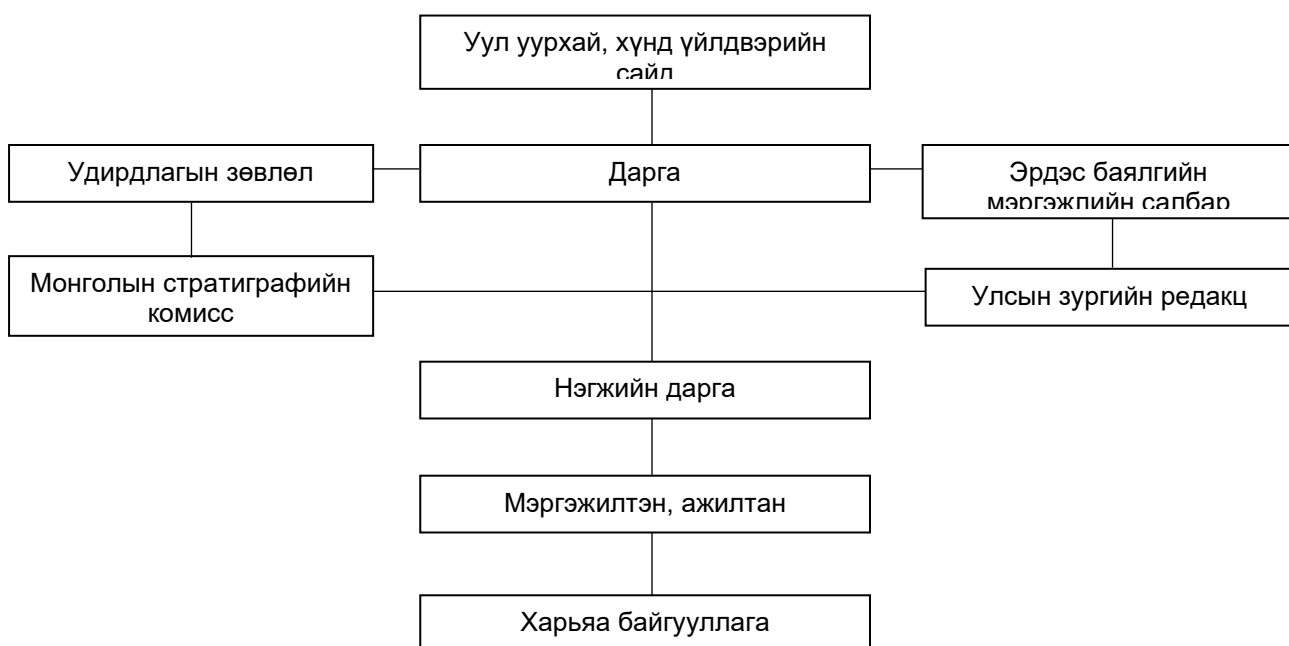 Уул уурхай, хүнд үйлдвэрийн
сайд
Удирдлагын зөвлөл
Дарга
Эрдэс баялгийн
мэргэжлийн салбар
Монголын стратиграфийн
комисс
Улсын зургийн редакц
Нэгжийн дарга
Мэргэжилтэн, ажилтан
Харьяа байгууллага